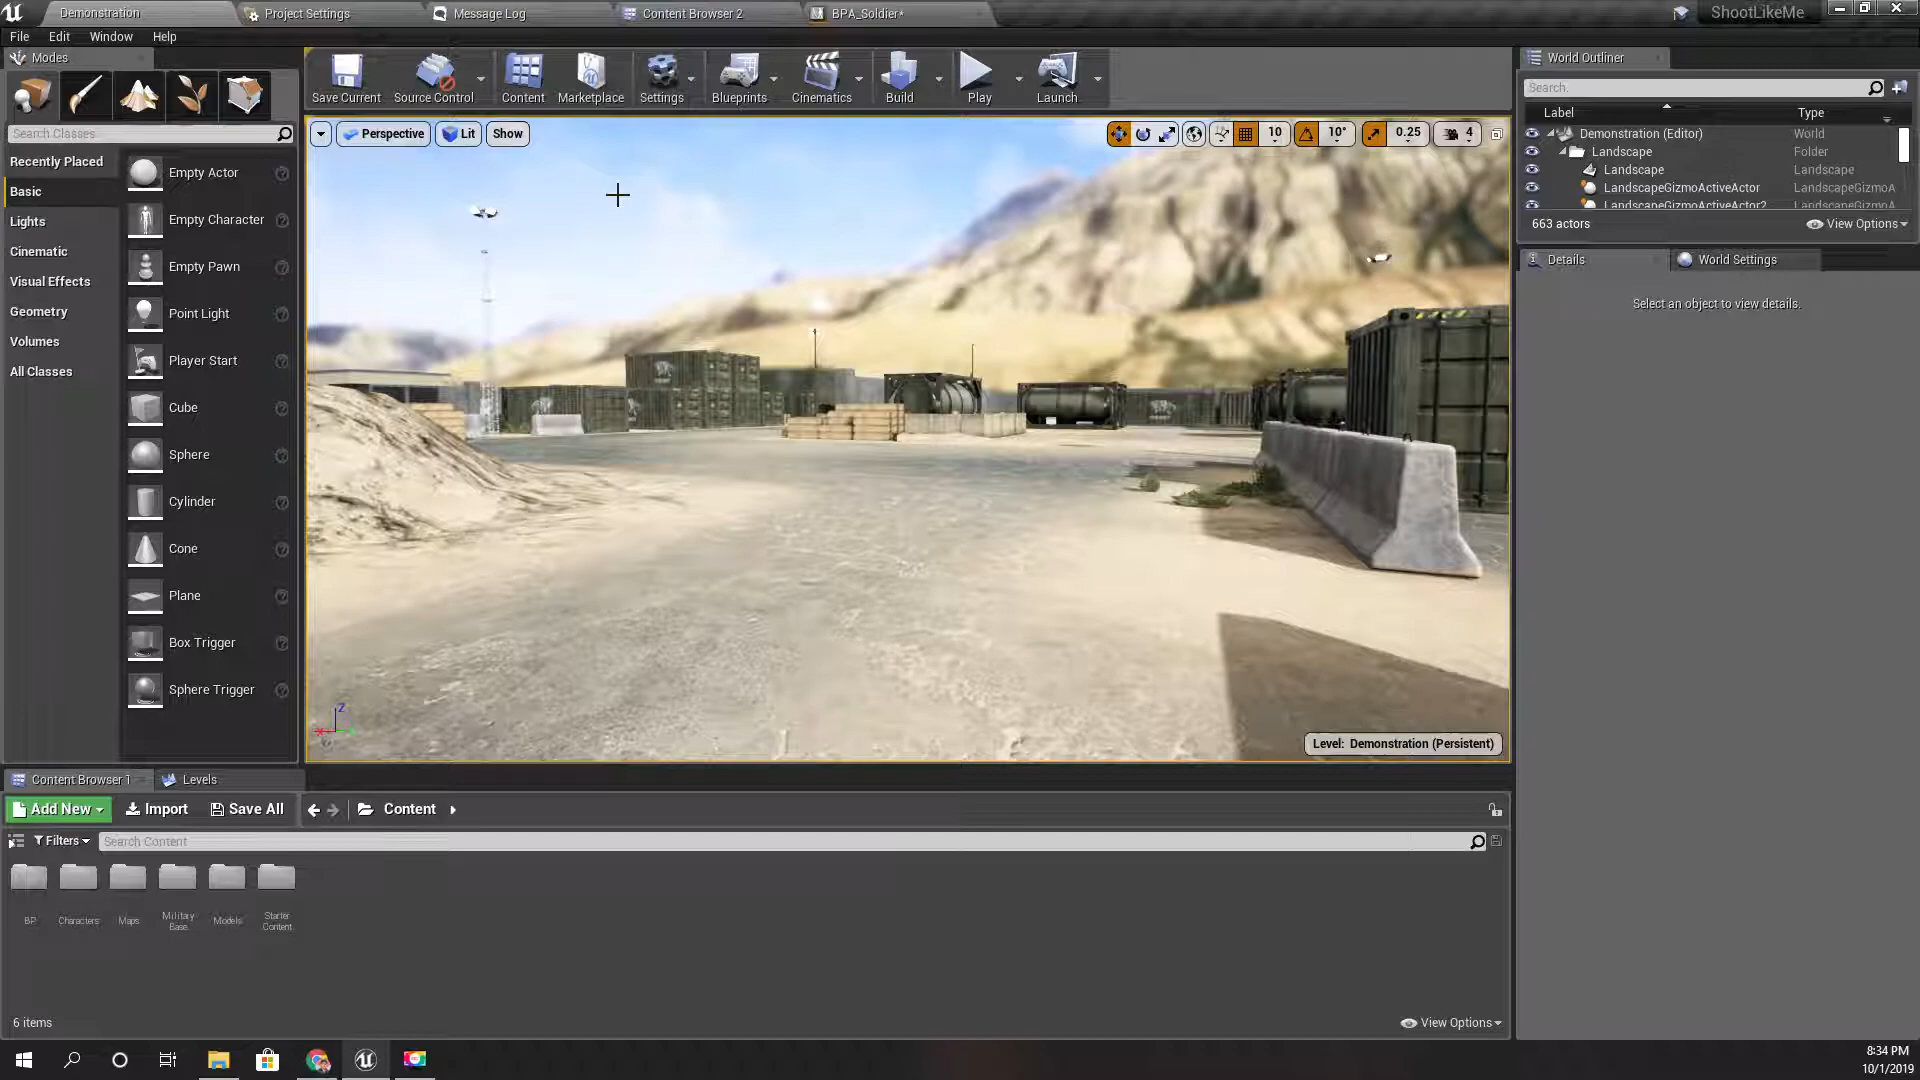 Demonstration
Project Settings
Message Log
Content Browser 2
BPA_Soldier*
ShootLikeMe
File
Edit
Window
Help
Modes
World Outliner
Save Current
Source Control
Content
Marketplace
Settings
Blueprints
Cinematics
Build
Play
Launch
Search.
Label
Type
Search Classes
Perspective
Lit
Show
10
10°
0.25
4
Demonstration (Editor)
World
Landscape
Folder
Landscape
Landscape
LandscapeGizmoActiveActor
LandscapeGizmoA
LandscapeGizmoActiveActor2
LandscapeGizmoA
663 actors
View Options
Details
World Settings
Select an object to view details.
Recently Placed
Basic
Lights
Cinematic
Visual Effects
Geometry
Volumes
All Classes
Empty Actor
Empty Character
Empty Pawn
Point Light
Player Start
Cube
Sphere
Cylinder
Cone
Plane
Box Trigger
Sphere Trigger
Z
X
Level: Demonstration (Persistent)
Content Browser 1
Levels
Add New
Import
Save All
Content
Filters
Search Content
BP
Characters
Maps
Military
Base.
Models
Starter
Content
6 items
View Options
8:34 PM
10/1/2019